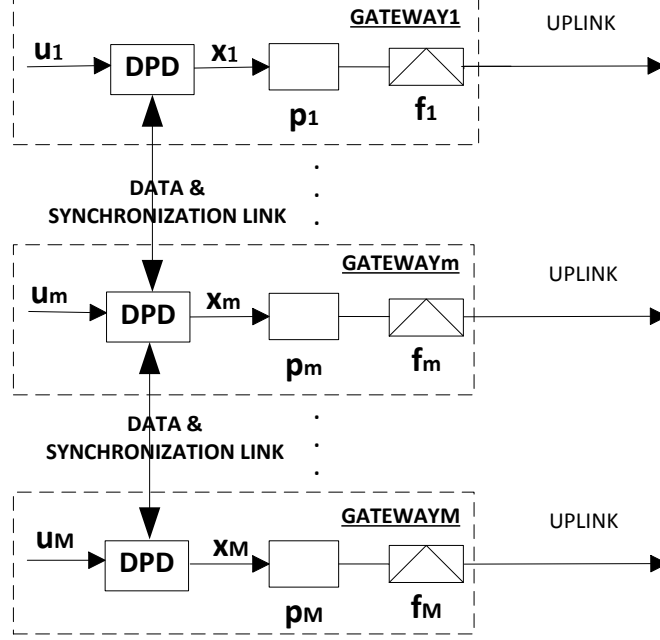 GATEWAY1
UPLINK
u1
DPD
x1
p1
f1
DATA &
SYNCHRONIZATION LINK
GATEWAYm
UPLINK
um
DPD
xm
pm
fm
DATA &
SYNCHRONIZATION LINK
GATEWAYM
UPLINK
uM
DPD
xM
pM
fM